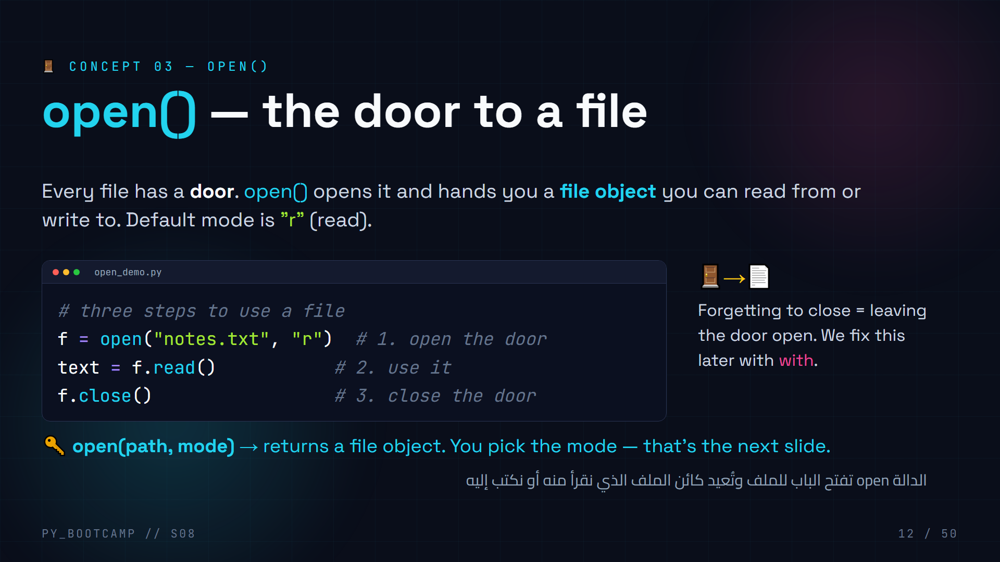 🚪 CONCEPT 03 — OPEN()
open() — the door to a file
Every file has a door. open() opens it and hands you a file object you can read from or
write to. Default mode is ”r” (read).
open_demo.py
# three steps to use a file
f = open("notes.txt", "r")  # 1. open the door
text = f.read()           # 2. use it
f.close()                 # 3. close the door
🚪→📄
Forgetting to close = leaving
the door open. We fix this
later with with.
🔑 open(path, mode) → returns a file object. You pick the mode — that’s the next slide.
الدالة open تفتح الباب للملف وتُعيد كائن الملف الذي نقرأ منه أو نكتب إليه
PY_BOOTCAMP // S08
12 / 50